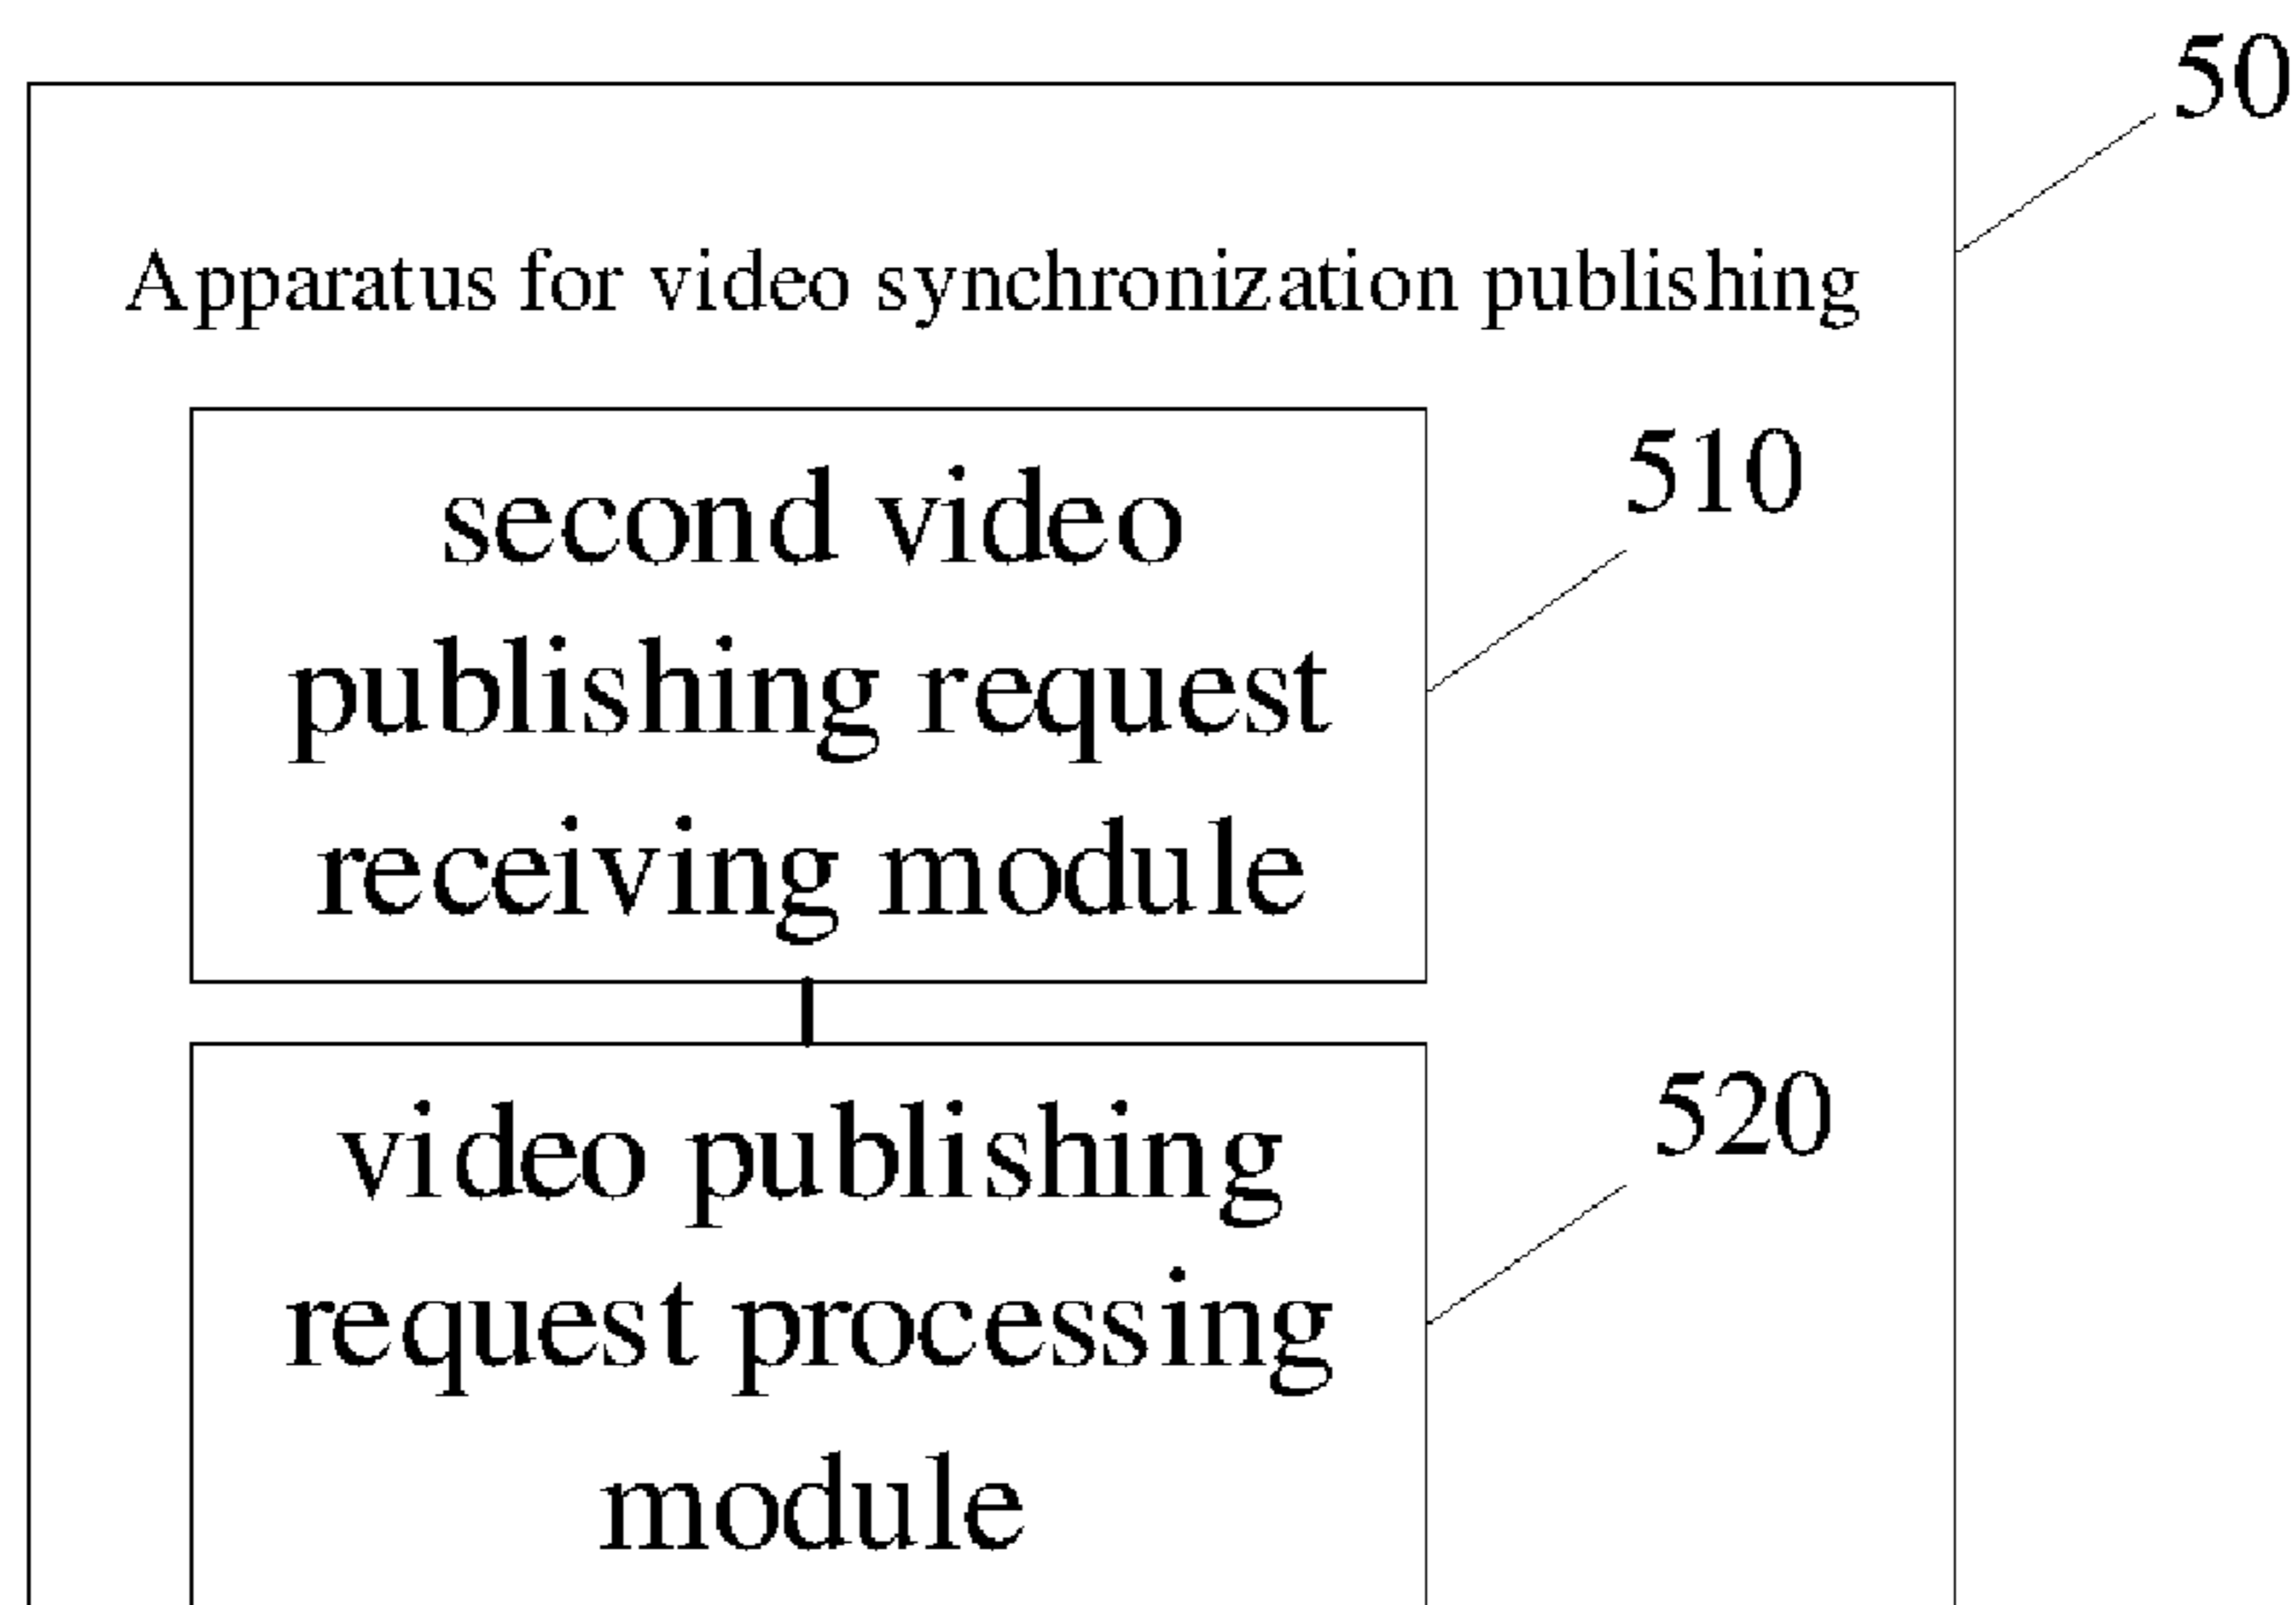 50
Apparatus for video synchronization publishing
second video
publishing request
receiving module
510
video publishing
request processing
module
520